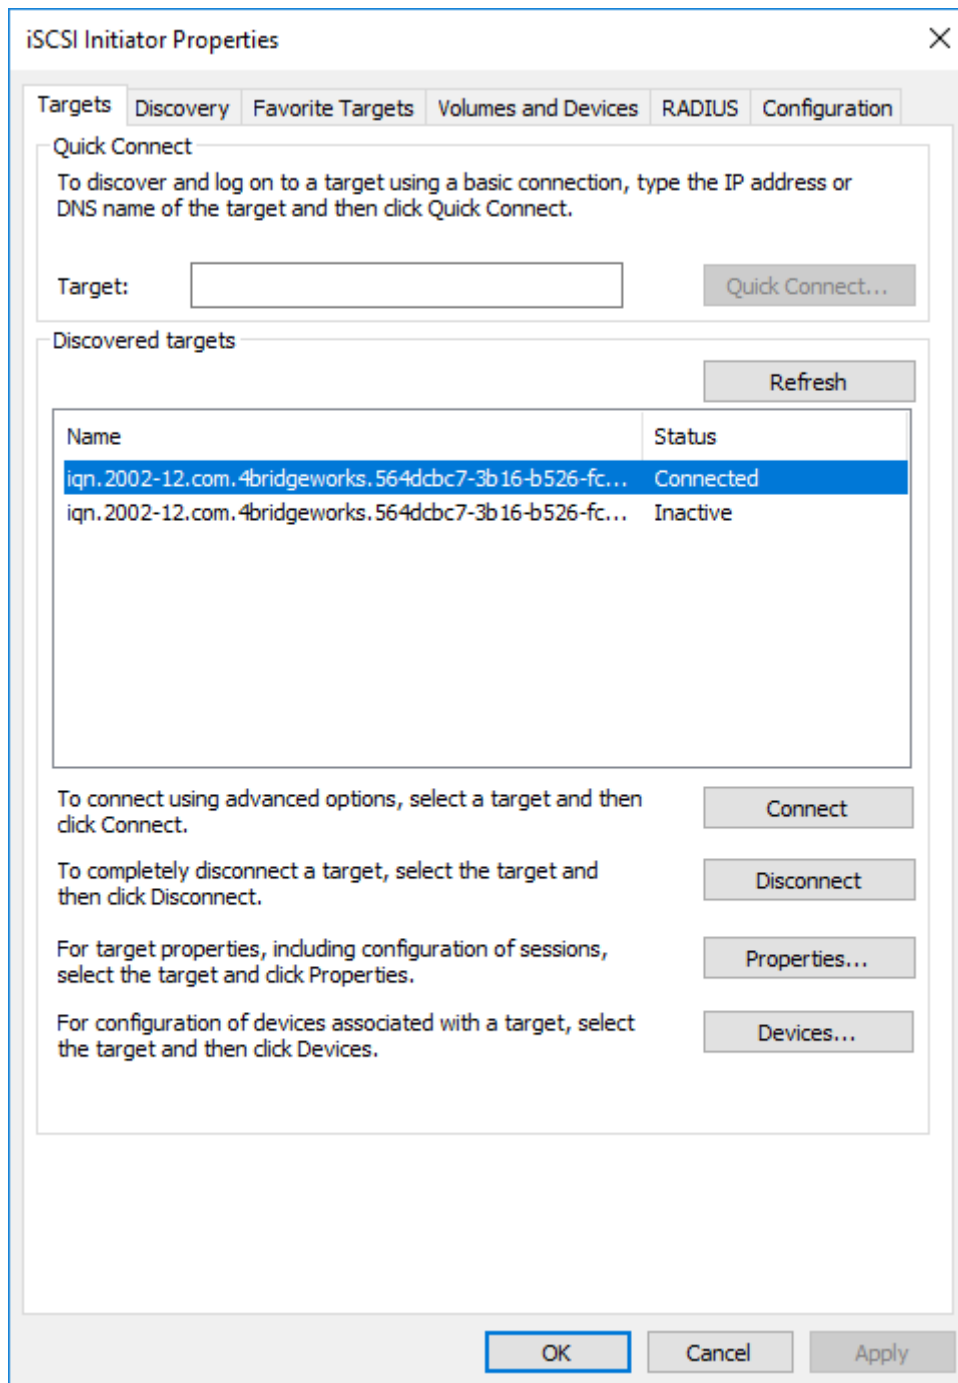 iSCSI Initiator Properties
Targets Discovery Favorite Targets Volumes and Devices RADIUS Configuration
Quick Connect
To discover and log on to a target using a basic connection, type the IP address or
DNS name of the target and then click Quick Connect.
Target: Quick Connect...
Discovered targets
Refresh
Name Status
iqn.2002-12.com.4bridgeworks.564dcbc7-3b16-b526-fc... Connected
iqn.2002-12.com.4bridgeworks.564dcbc7-3b16-b526-fc... Inactive
To connect using advanced options, select a target and then
click Connect.
Connect
To completely disconnect a target, select the target and
then click Disconnect.
Disconnect
For target properties, including configuration of sessions,
select the target and click Properties.
Properties...
For configuration of devices associated with a target, select
the target and then click Devices.
Devices...
OK Cancel Apply